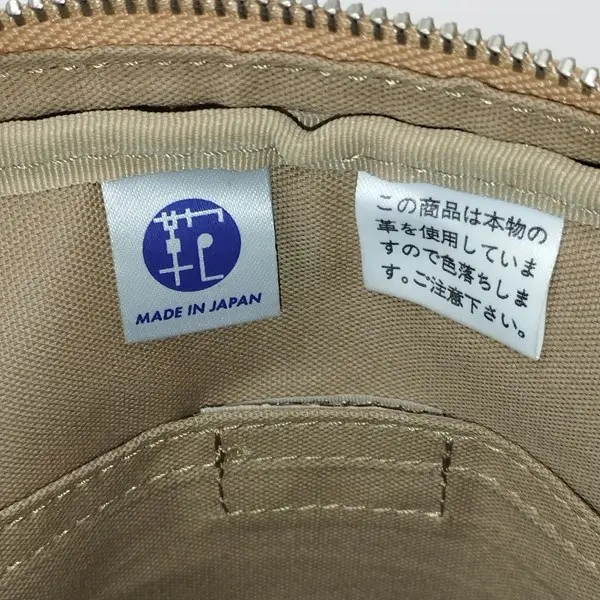 MADE IN JAPAN
この商品は本物の
革を使用していま
すので色落ちしま
す。ご注意下さい。